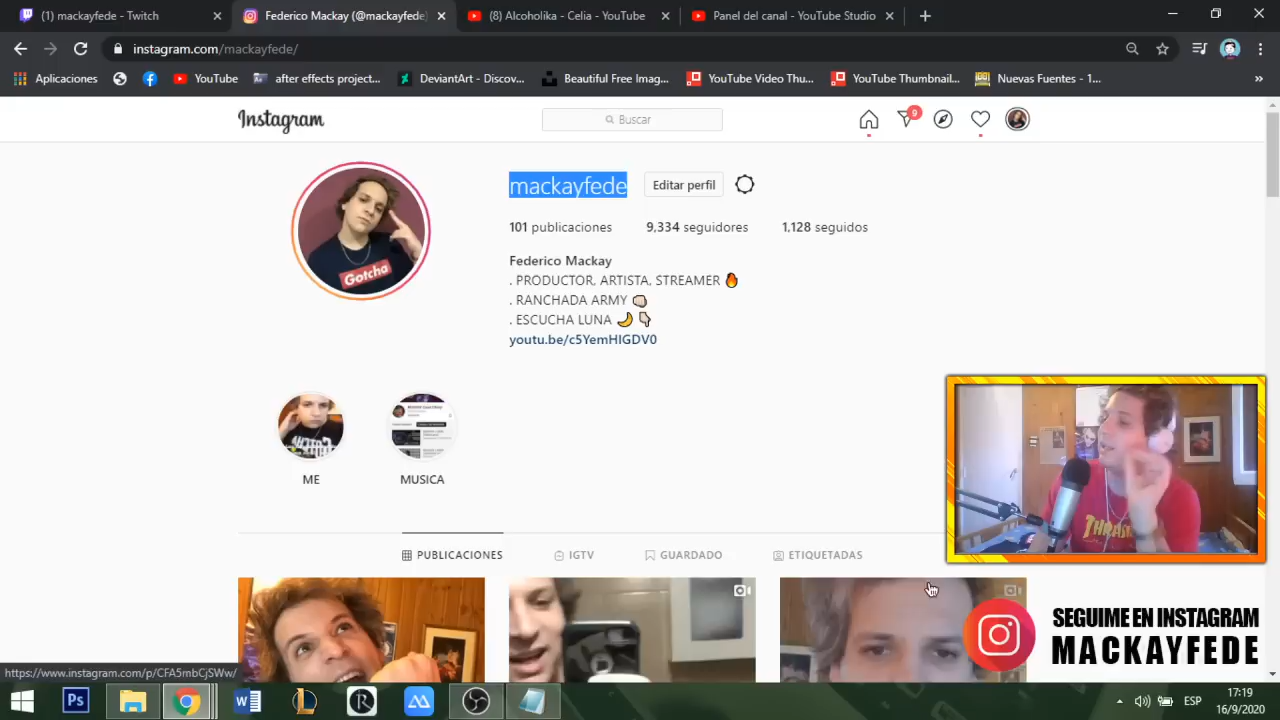 (1) mackayfede - Twitch
Federico Mackay (@mackayfede)
(8) Alcoholika - Celia - YouTube
Panel del canal - YouTube Studio
instagram.com/mackayfede/
Aplicaciones
YouTube
after effects project...
DeviantArt - Discov...
Beautiful Free Imag...
YouTube Video Thu...
YouTube Thumbnail...
Nuevas Fuentes - 1...
»
Instagram
Buscar
9
mackayfede
Editar perfil
101 publicaciones
9,334 seguidores
1,128 seguidos
Federico Mackay
. PRODUCTOR, ARTISTA, STREAMER 🔥
. RANCHADA ARMY 👊🏻
. ESCUCHA LUNA 🌙👇🏻
youtu.be/c5YemHIGDV0
Gotcha
ME
MUSICA
PUBLICACIONES
IGTV
GUARDADO
ETIQUETADAS
THRAS
SEGUIME EN INSTAGRAM
MACKAYFEDE
https://www.instagram.com/p/CFA5mbCjSWw/
Ps
W
R
ESP
17:19
16/9/2020